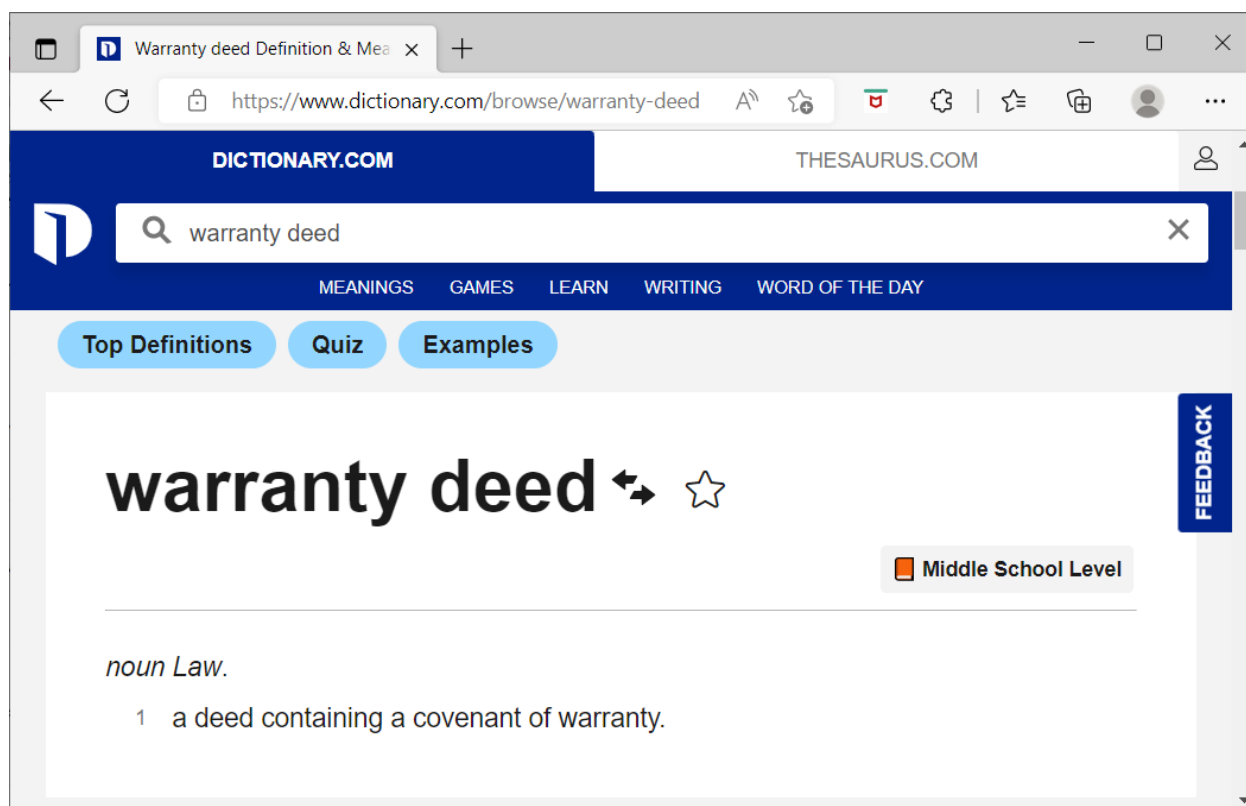 Warranty deed Definition & Mea
https://www.dictionary.com/browse/warranty-deed
DICTIONARY.COM
THESAURUS.COM
warranty deed
MEANINGS GAMES LEARN WRITING WORD OF THE DAY
Top Definitions Quiz Examples
FEEDBACK
warranty deed
Middle School Level
noun Law.
1 a deed containing a covenant of warranty.